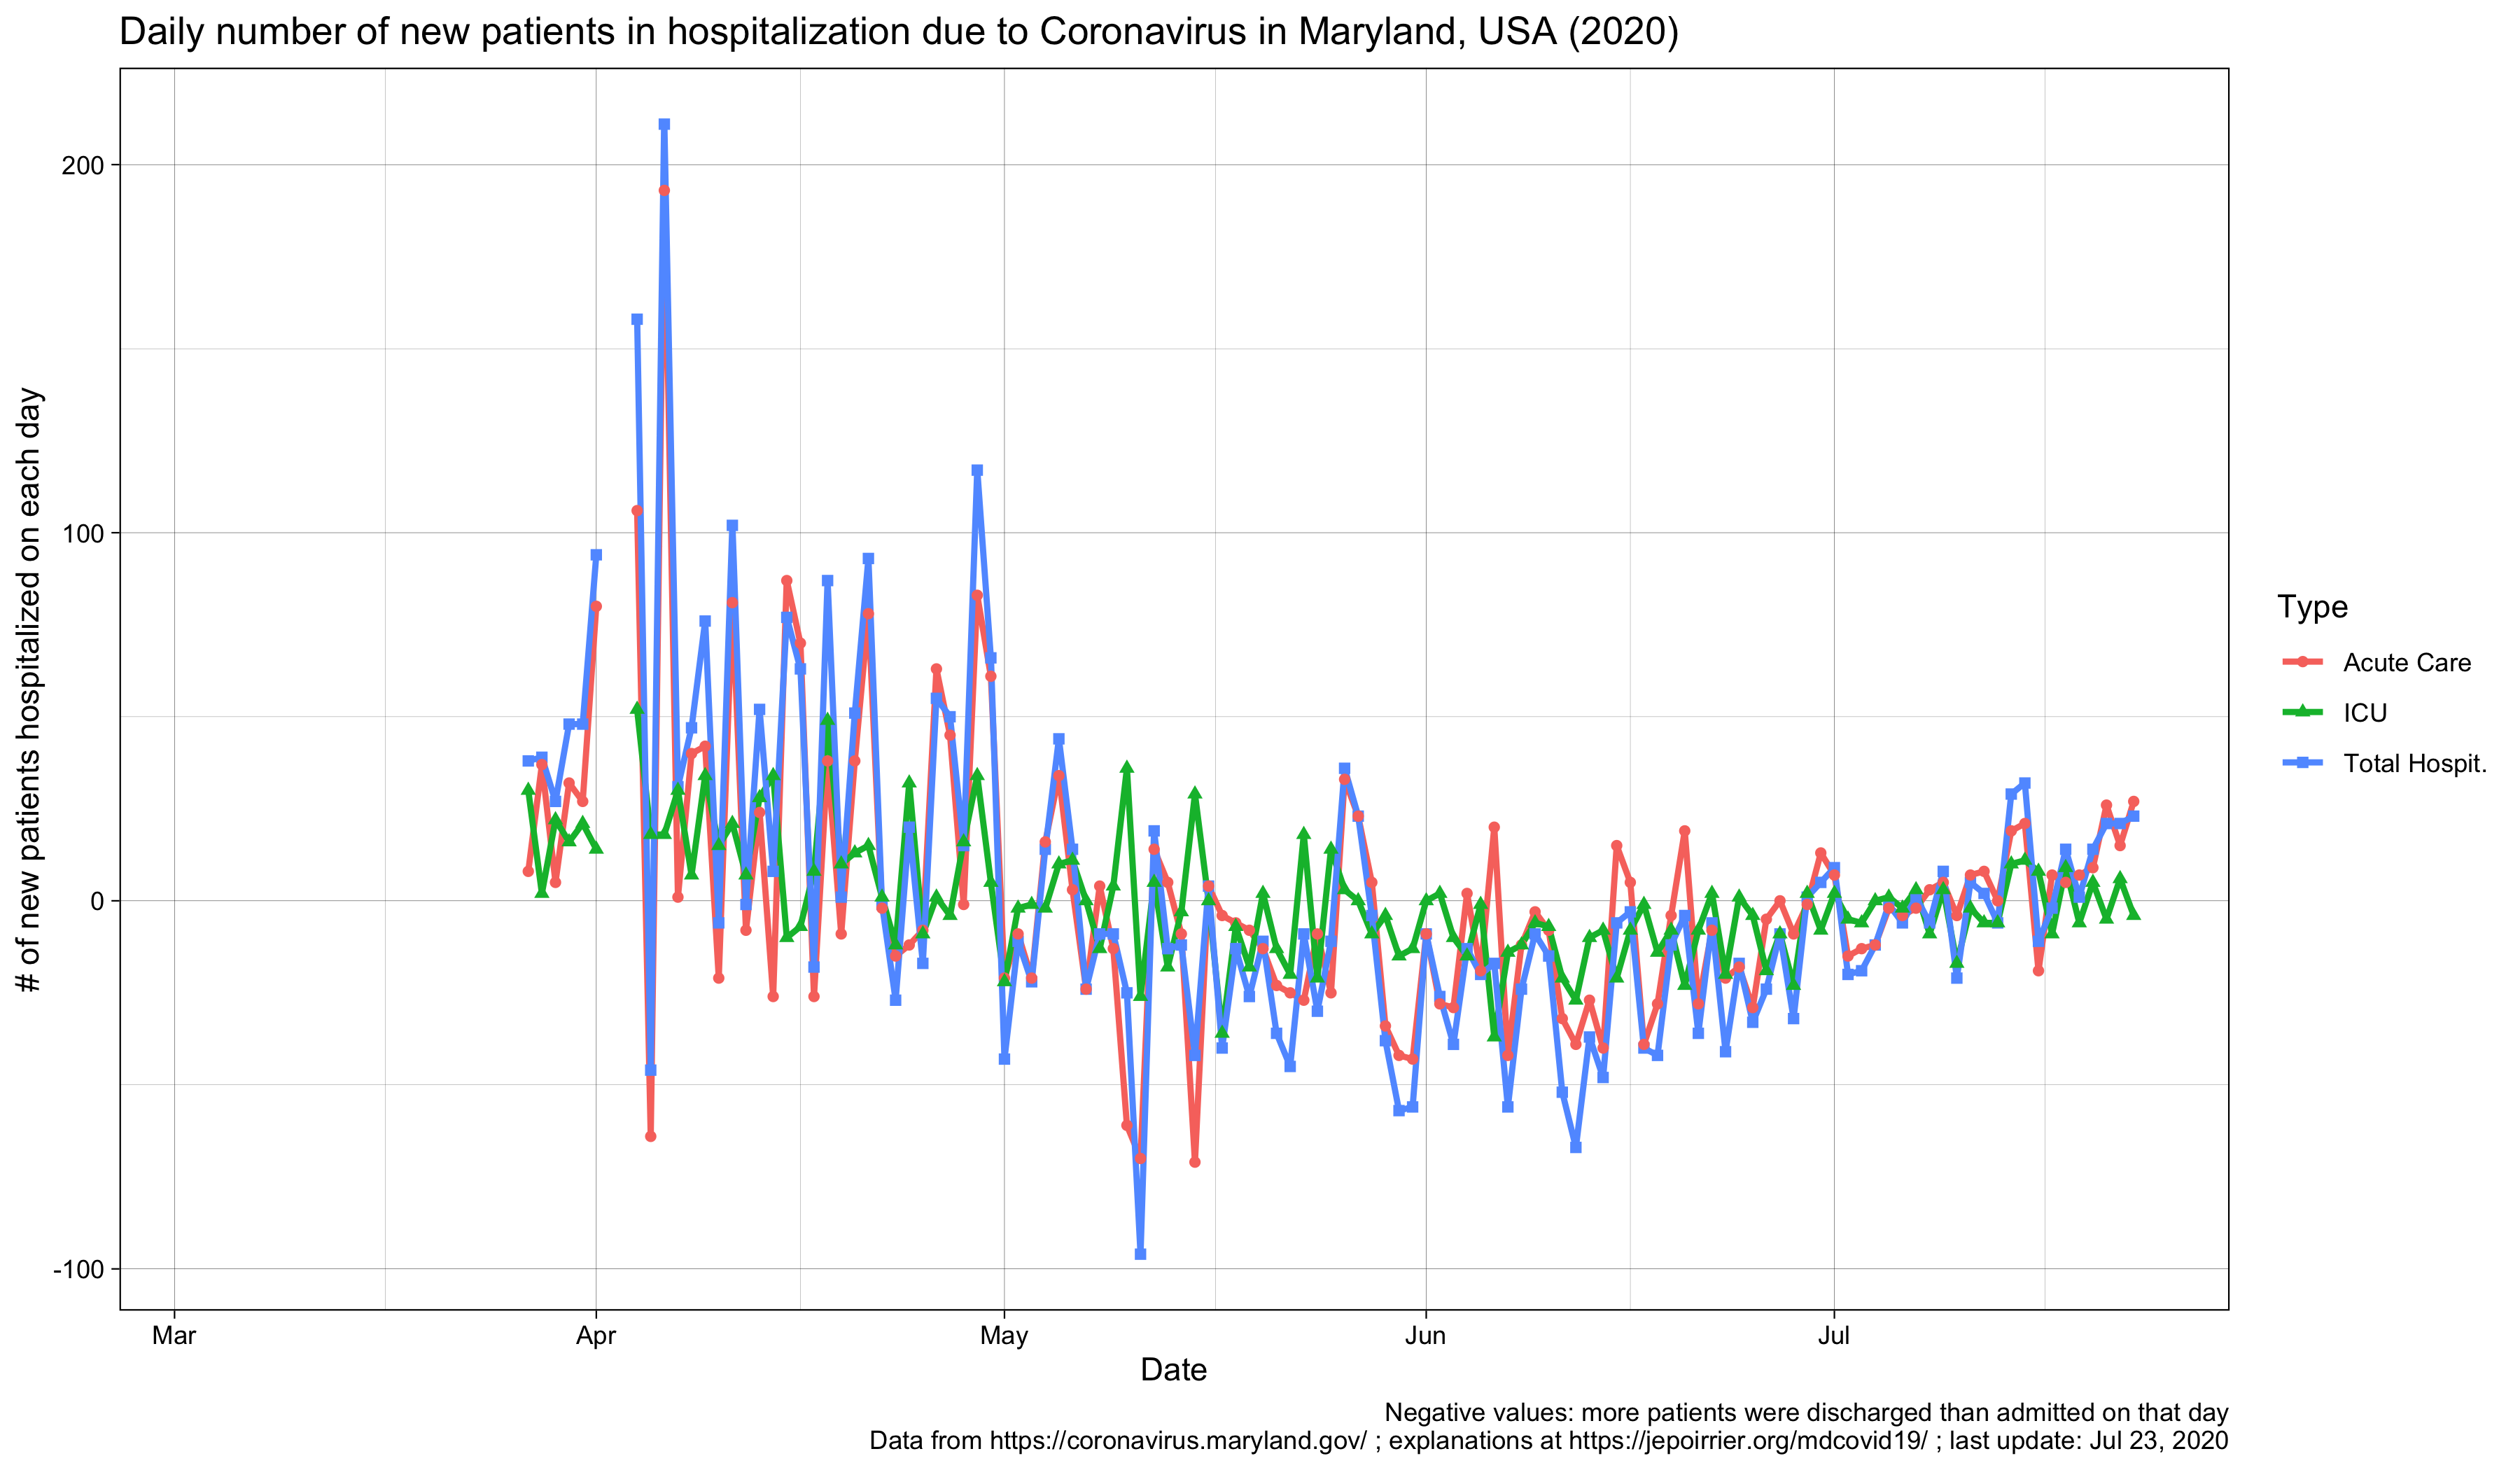 Daily number of new patients in hospitalization due to Coronavirus in Maryland, USA (2020)
# of new patients hospitalized on each day
200
100
0
-100
Mar
Apr
May
Jun
Jul
Date
Type
Acute Care
ICU
Total Hospit.
Negative values: more patients were discharged than admitted on that day
Data from https://coronavirus.maryland.gov/ ; explanations at https://jepoirrier.org/mdcovid19/ ; last update: Jul 23, 2020